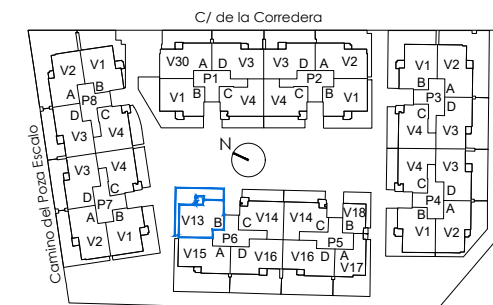 C/ de la Corredera
V2 V1 V30 A D V3 V3 D A V2 V1 V2
A B P8 P1 P2 B A P3
D C V1 B C V4 V4 C B V1 C D
V3 V4 V4 V3
Camino del Poza Escalo
N
V3 V4 V4 V3
D C P7 C D P4
A B B A
V2 V1 V1 V2
V13 B V14 V14 V18
C C B
P6 P5
V15 A D V16 V16 D A V17